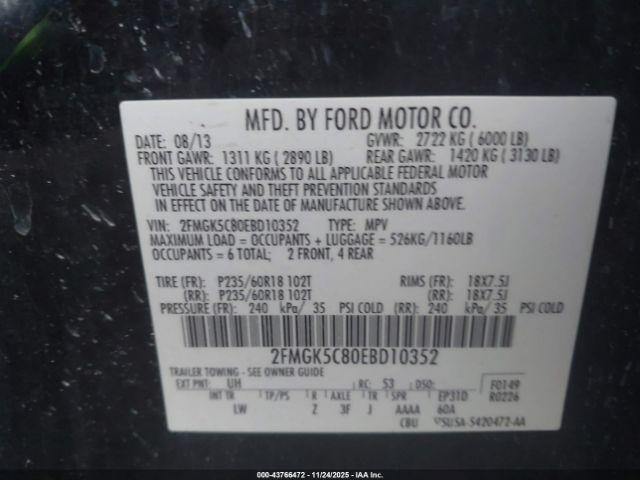 MFD. BY FORD MOTOR CO.
DATE: 08/13 GVWR: 2722 KG ( 6000 LB)
FRONT GAWR: 1311 KG ( 2890 LB) REAR GAWR: 1420 KG ( 3130 LB)
THIS VEHICLE CONFORMS TO ALL APPLICABLE FEDERAL MOTOR
VEHICLE SAFETY AND THEFT PREVENTION STANDARDS
IN EFFECT ON THE DATE OF MANUFACTURE SHOWN ABOVE.
VIN: 2FMGK5C80EBD10352 TYPE: MPV
MAXIMUM LOAD = OCCUPANTS + LUGGAGE = 526KG/1160LB
OCCUPANTS = 6 TOTAL; 2 FRONT, 4 REAR
TIRE (FR): P235/60R18 102T RIMS (FR): 18X7.5J
(RR): P235/60R18 102T (RR): 18X7.5J
PRESSURE (FR): 240 kPa/ 35 PSI COLD (RR): 240 kPa/ 35 PSI COLD
2FMGK5C80EBD10352
TRAILER TOWING - SEE OWNER GUIDE
EXT PNT: UH RC: 53 DSO: F0149
INT TR TP/PS R AXLE TR SPR EP31D R0226
LW Z 3F J AAAA 60A
CBU 5U5A-5420472-AA
000-43766472 - 11/24/2025 - IAA Inc.